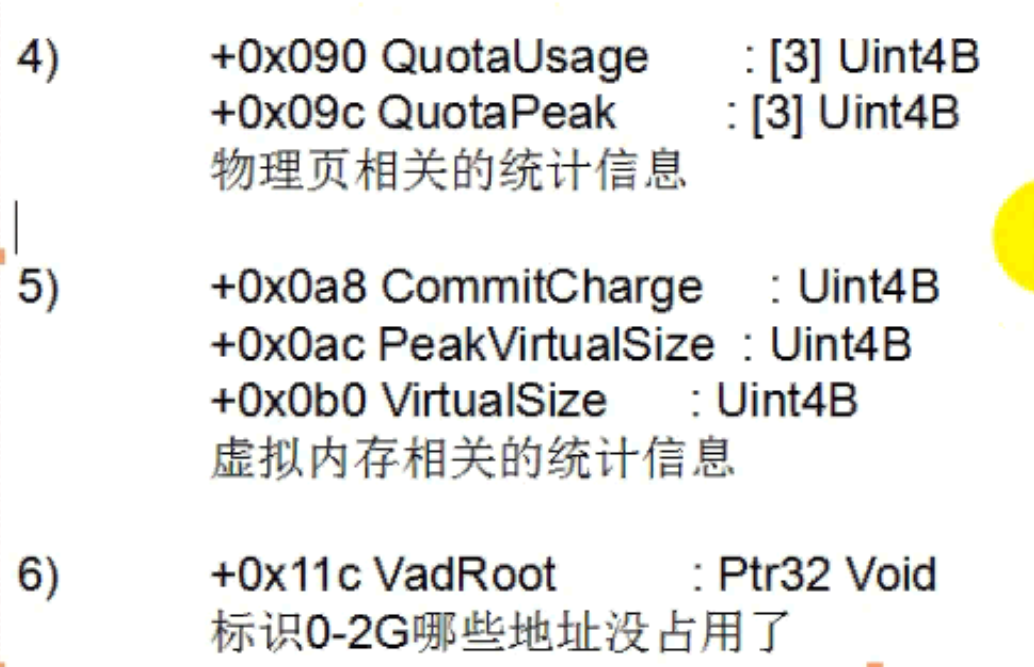 4) +0x090 QuotaUsage : [3] Uint4B
+0x09c QuotaPeak : [3] Uint4B
物理页相关的统计信息
5) +0x0a8 CommitCharge : Uint4B
+0x0ac PeakVirtualSize : Uint4B
+0x0b0 VirtualSize : Uint4B
虚拟内存相关的统计信息
6) +0x11c VadRoot : Ptr32 Void
标识0-2G哪些地址没占用了